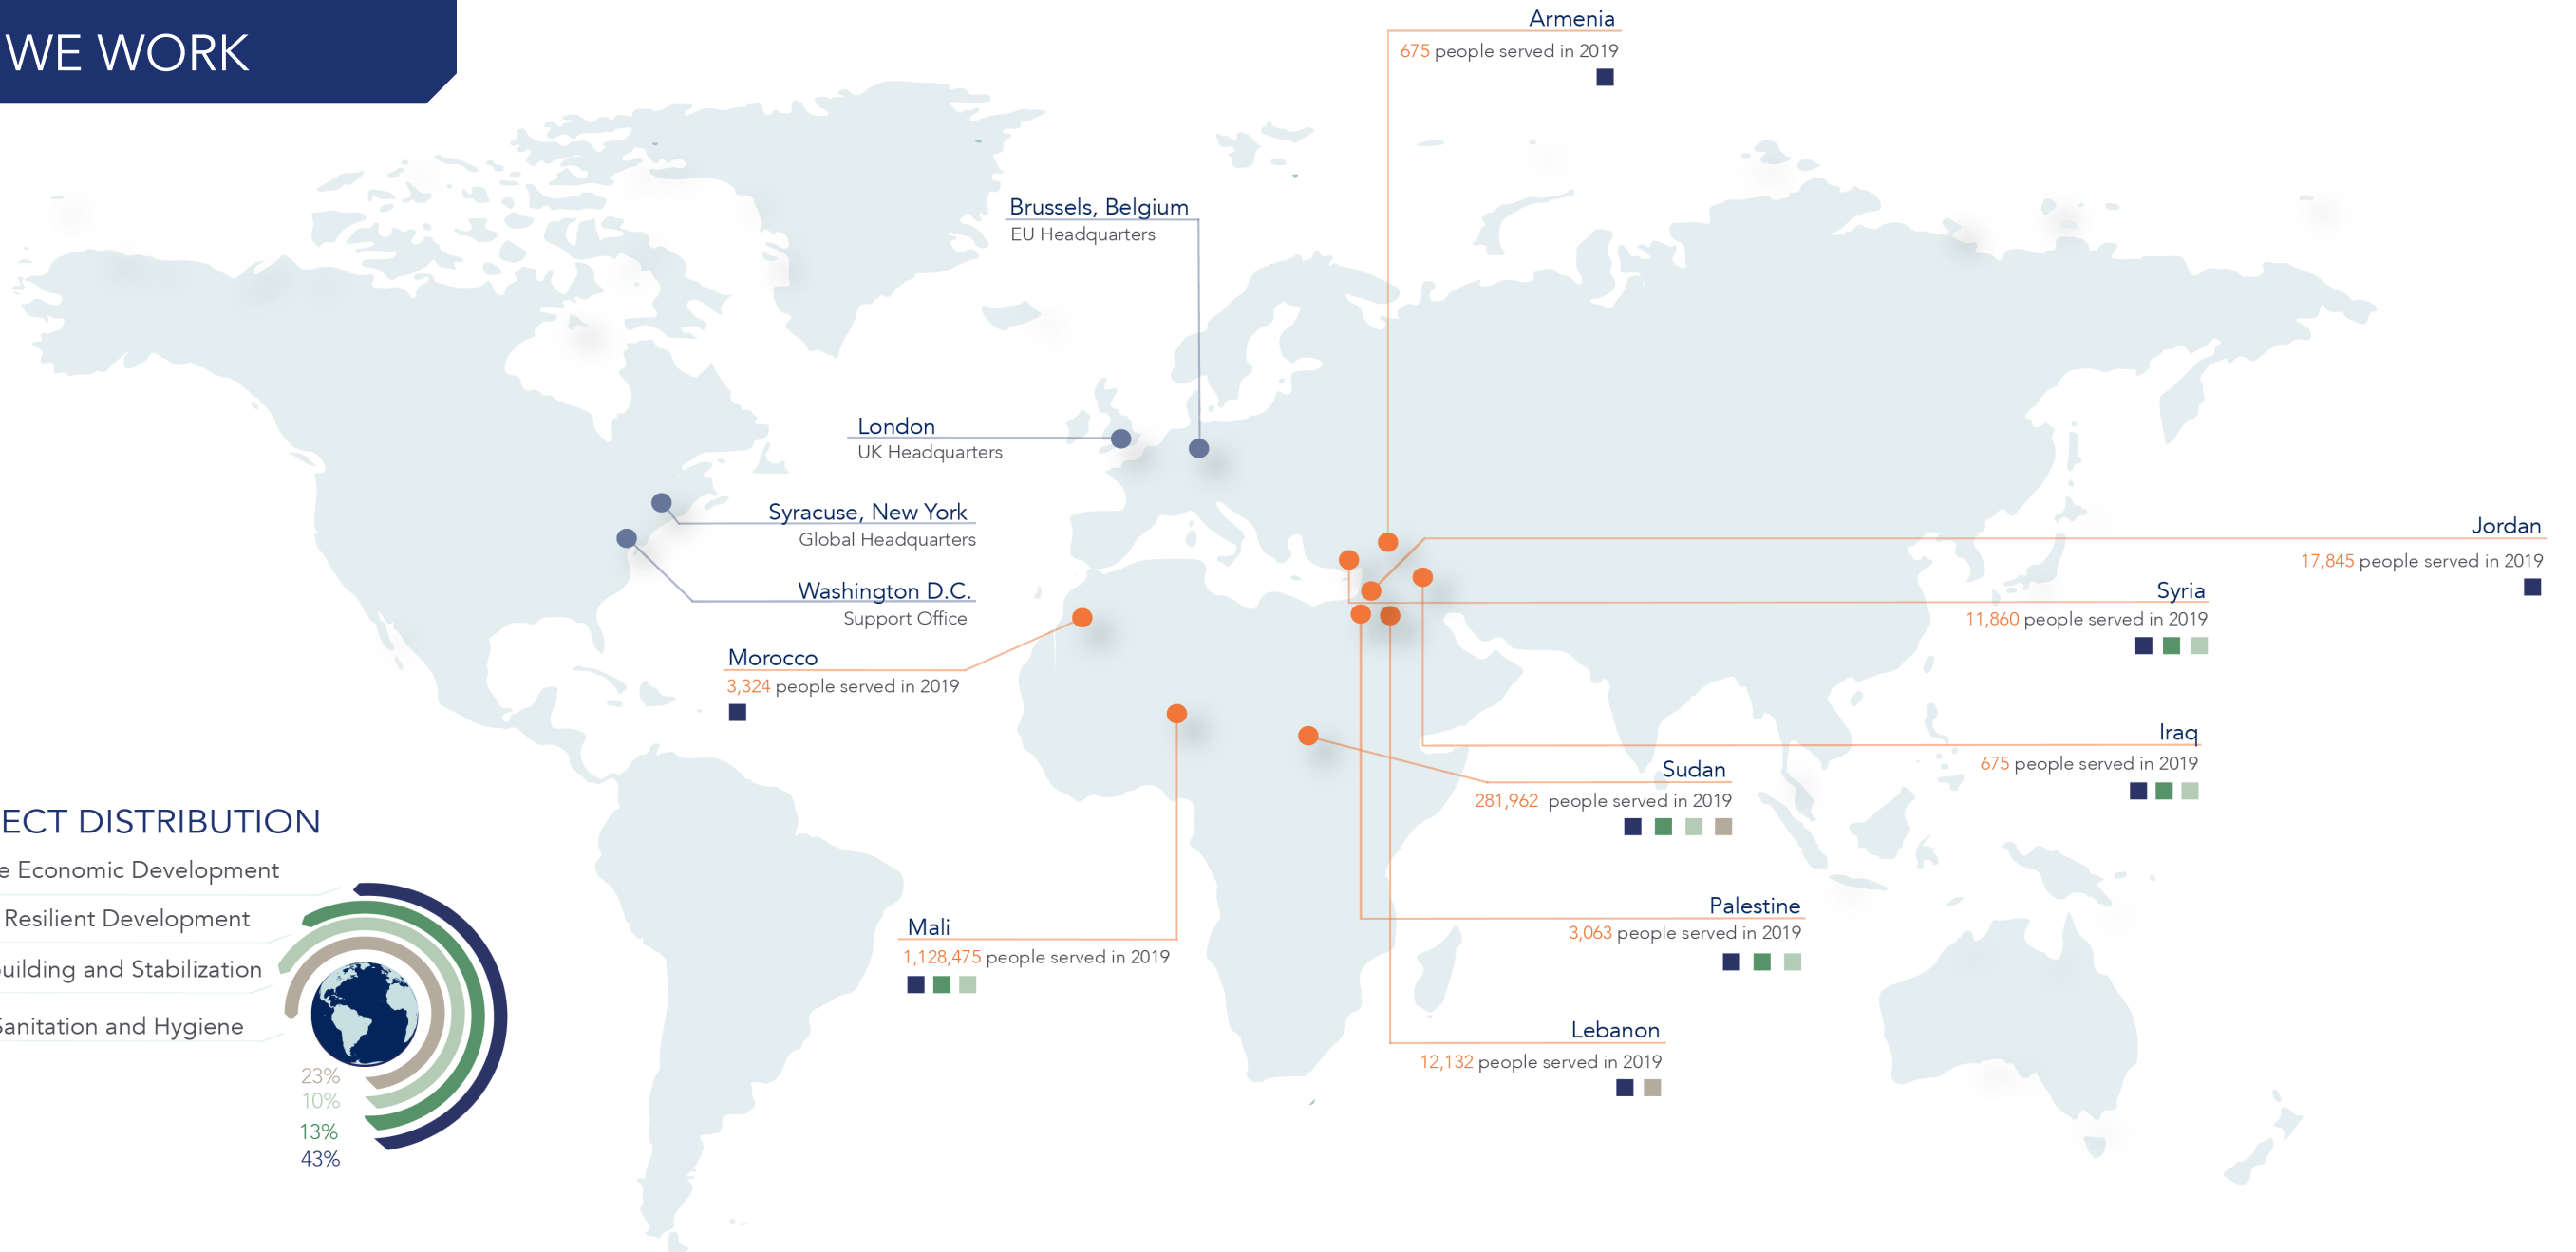 WE WORK
Armenia
675 people served in 2019
Brussels, Belgium
EU Headquarters
London
UK Headquarters
Syracuse, New York
Global Headquarters
Washington D.C.
Support Office
Morocco
3,324 people served in 2019
Jordan
17,845 people served in 2019
Syria
11,860 people served in 2019
Iraq
675 people served in 2019
Sudan
281,962 people served in 2019
Palestine
3,063 people served in 2019
Mali
1,128,475 people served in 2019
Lebanon
12,132 people served in 2019
ECT DISTRIBUTION
e Economic Development
Resilient Development
uilding and Stabilization
Sanitation and Hygiene
23%
10%
13%
43%